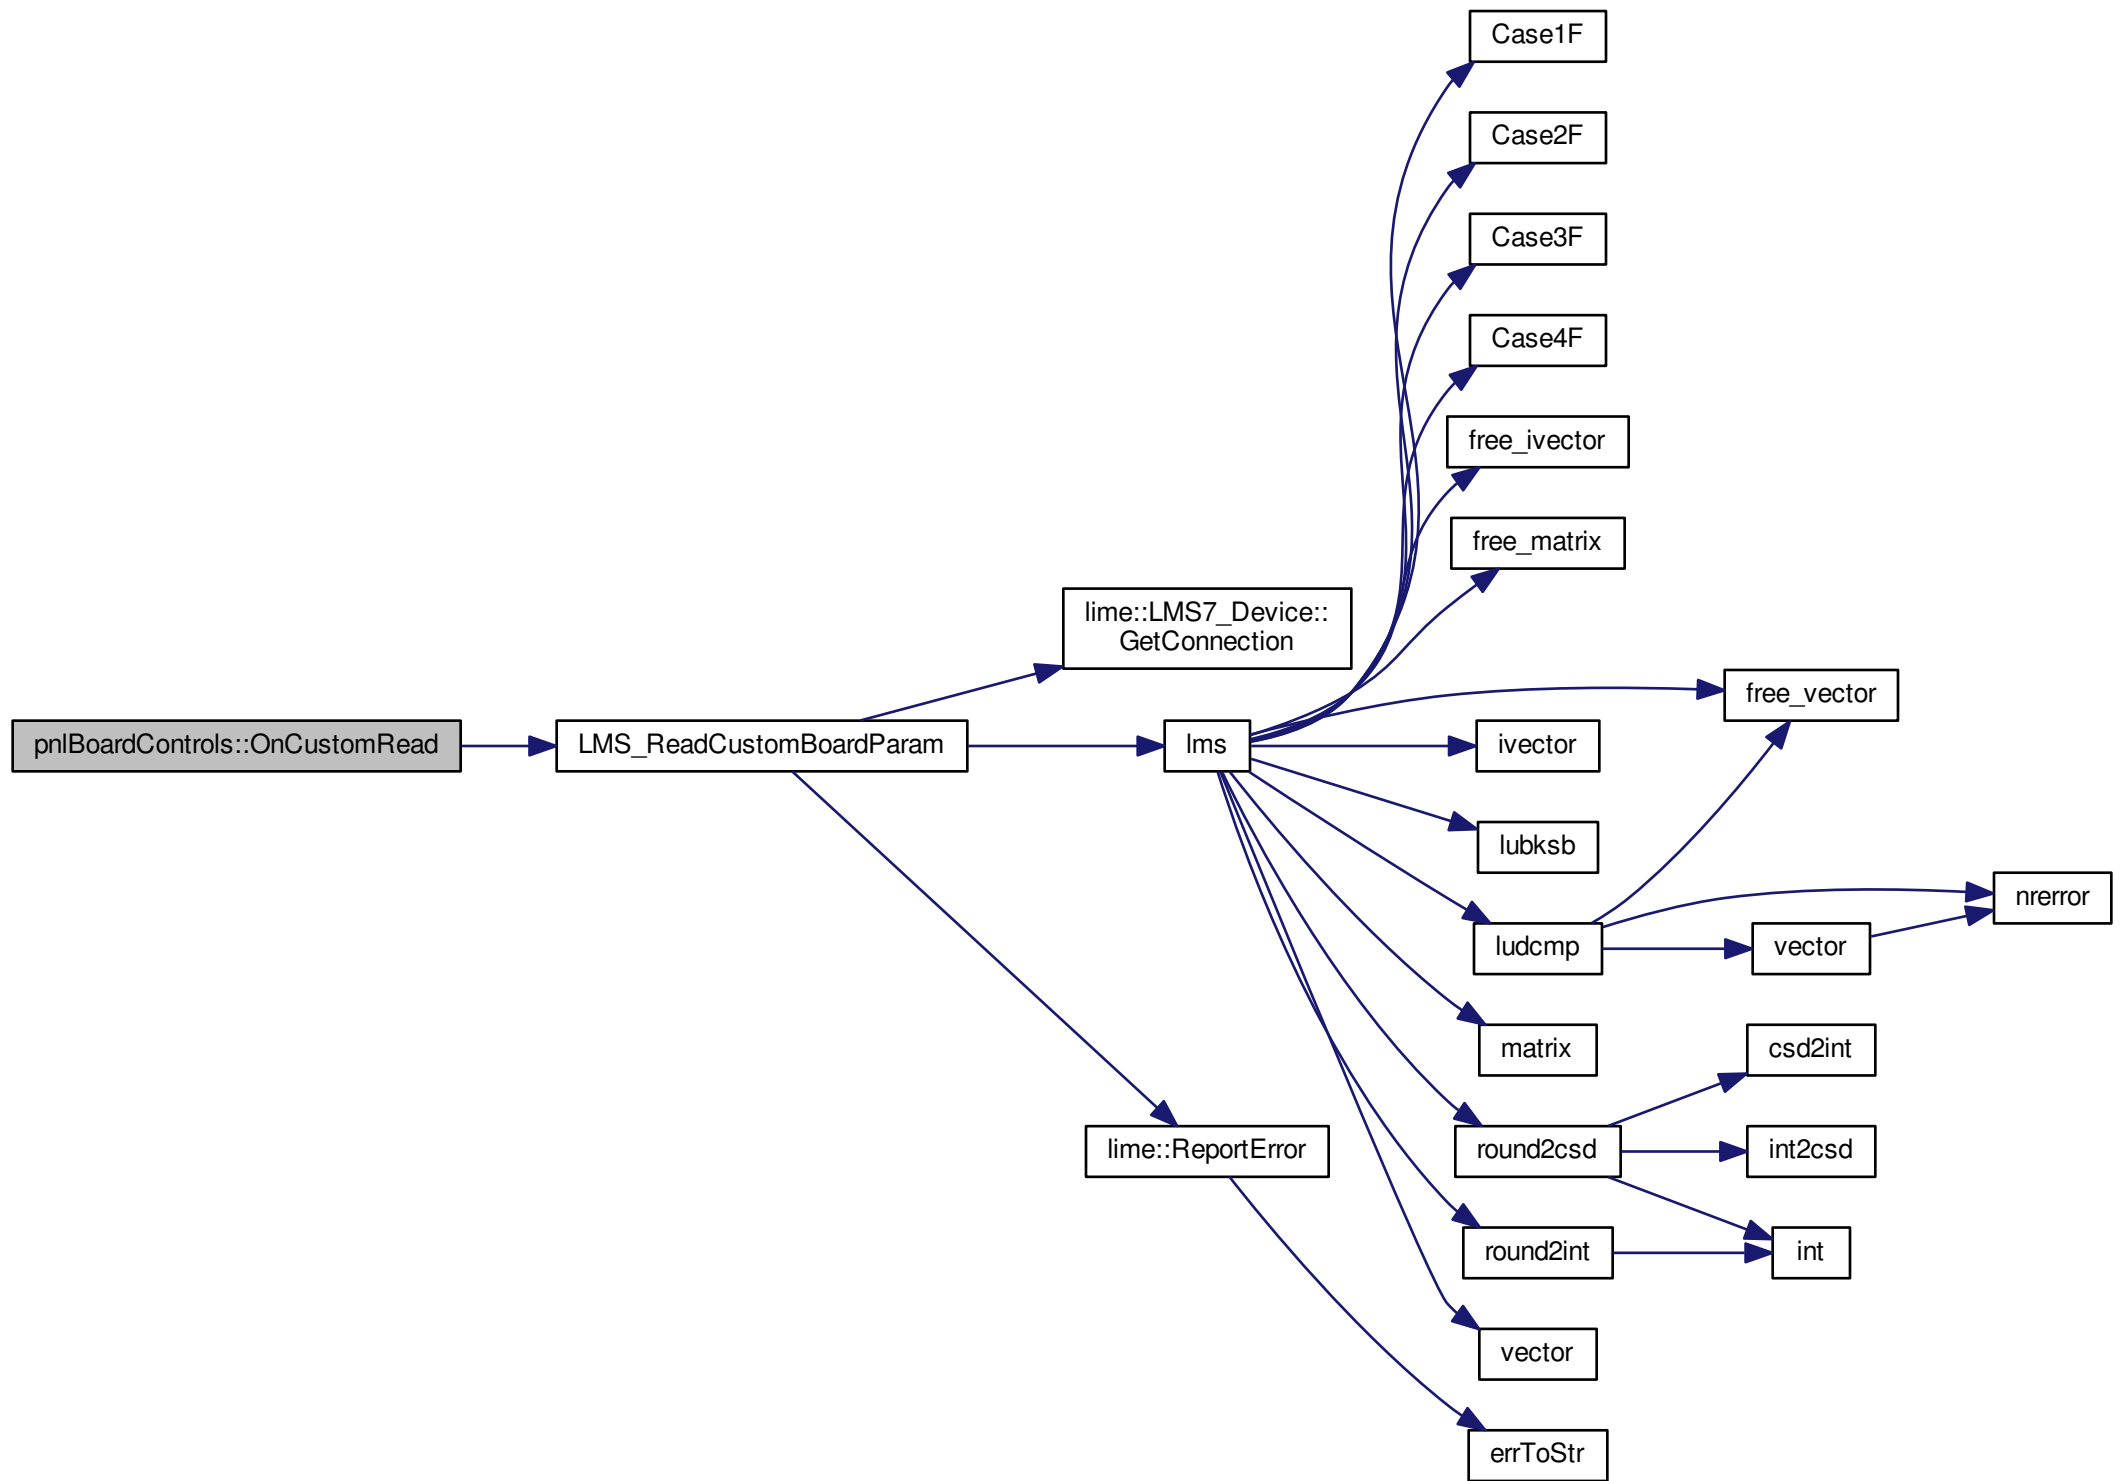 Case1F
Case2F
Case3F
Case4F
free_ivector
free_matrix
lime::LMS7_Device::
GetConnection
free_vector
pnlBoardControls::OnCustomRead
LMS_ReadCustomBoardParam
lms
ivector
lubksb
nrerror
ludcmp
vector
matrix
csd2int
lime::ReportError
round2csd
int2csd
round2int
int
vector
errToStr